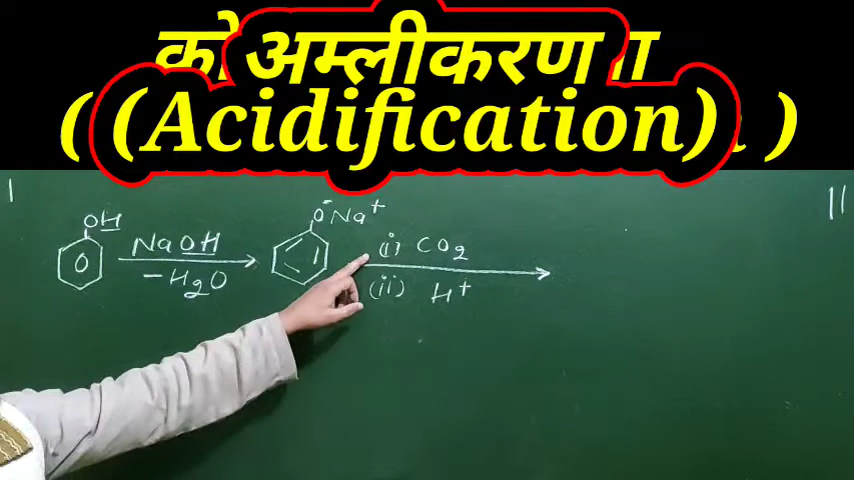 को अम्लीकरण
( (Acidification) )
I
II
OH
NaOH
-H2O
O- Na+
(i) CO2
(ii) H+